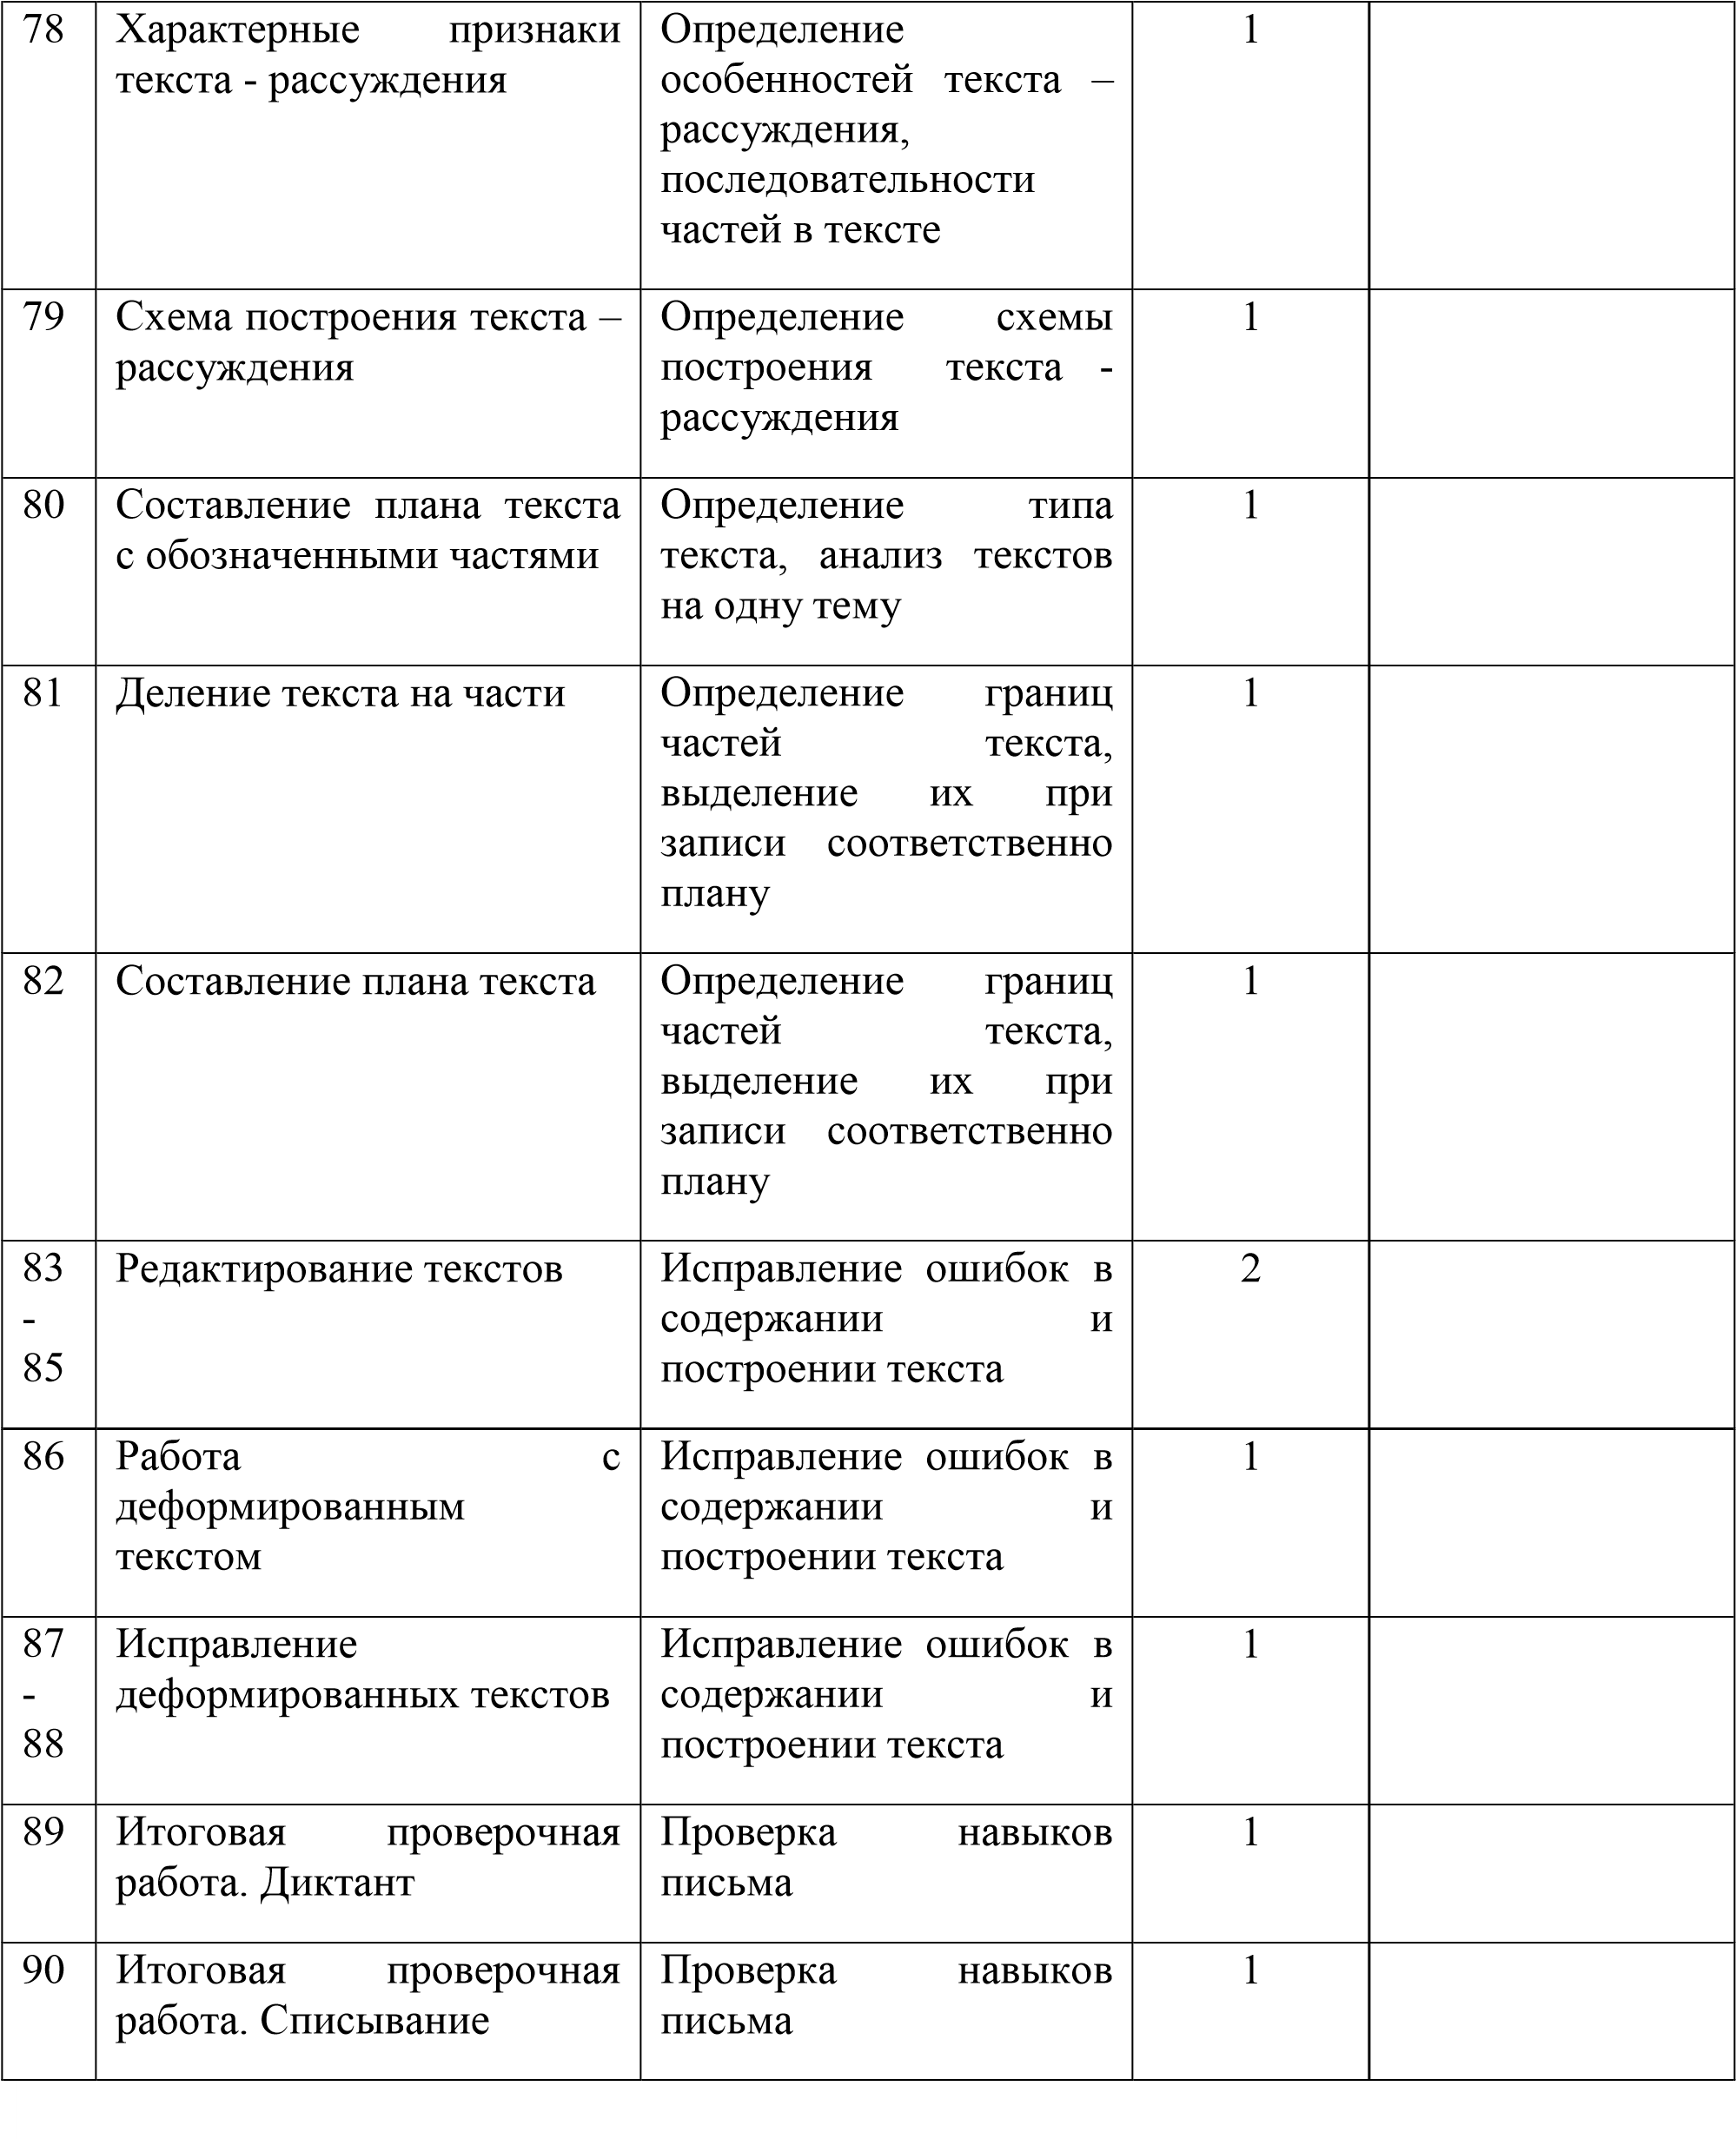 78
Характерные признаки
текста - рассуждения
Определение
особенностей текста –
рассуждения,
последовательности
частей в тексте
1
79
Схема построения текста –
рассуждения
Определение схемы
построения текста -
рассуждения
1
80
Составление плана текста
с обозначенными частями
Определение типа
текста, анализ текстов
на одну тему
1
81
Деление текста на части
Определение границ
частей текста,
выделение их при
записи соответственно
плану
1
82
Составление плана текста
Определение границ
частей текста,
выделение их при
записи соответственно
плану
1
83
-
85
Редактирование текстов
Исправление ошибок в
содержании и
построении текста
2
86
Работа с
деформированным
текстом
Исправление ошибок в
содержании и
построении текста
1
87
-
88
Исправление
деформированных текстов
Исправление ошибок в
содержании и
построении текста
1
89
Итоговая проверочная
работа. Диктант
Проверка навыков
письма
1
90
Итоговая проверочная
работа. Списывание
Проверка навыков
письма
1